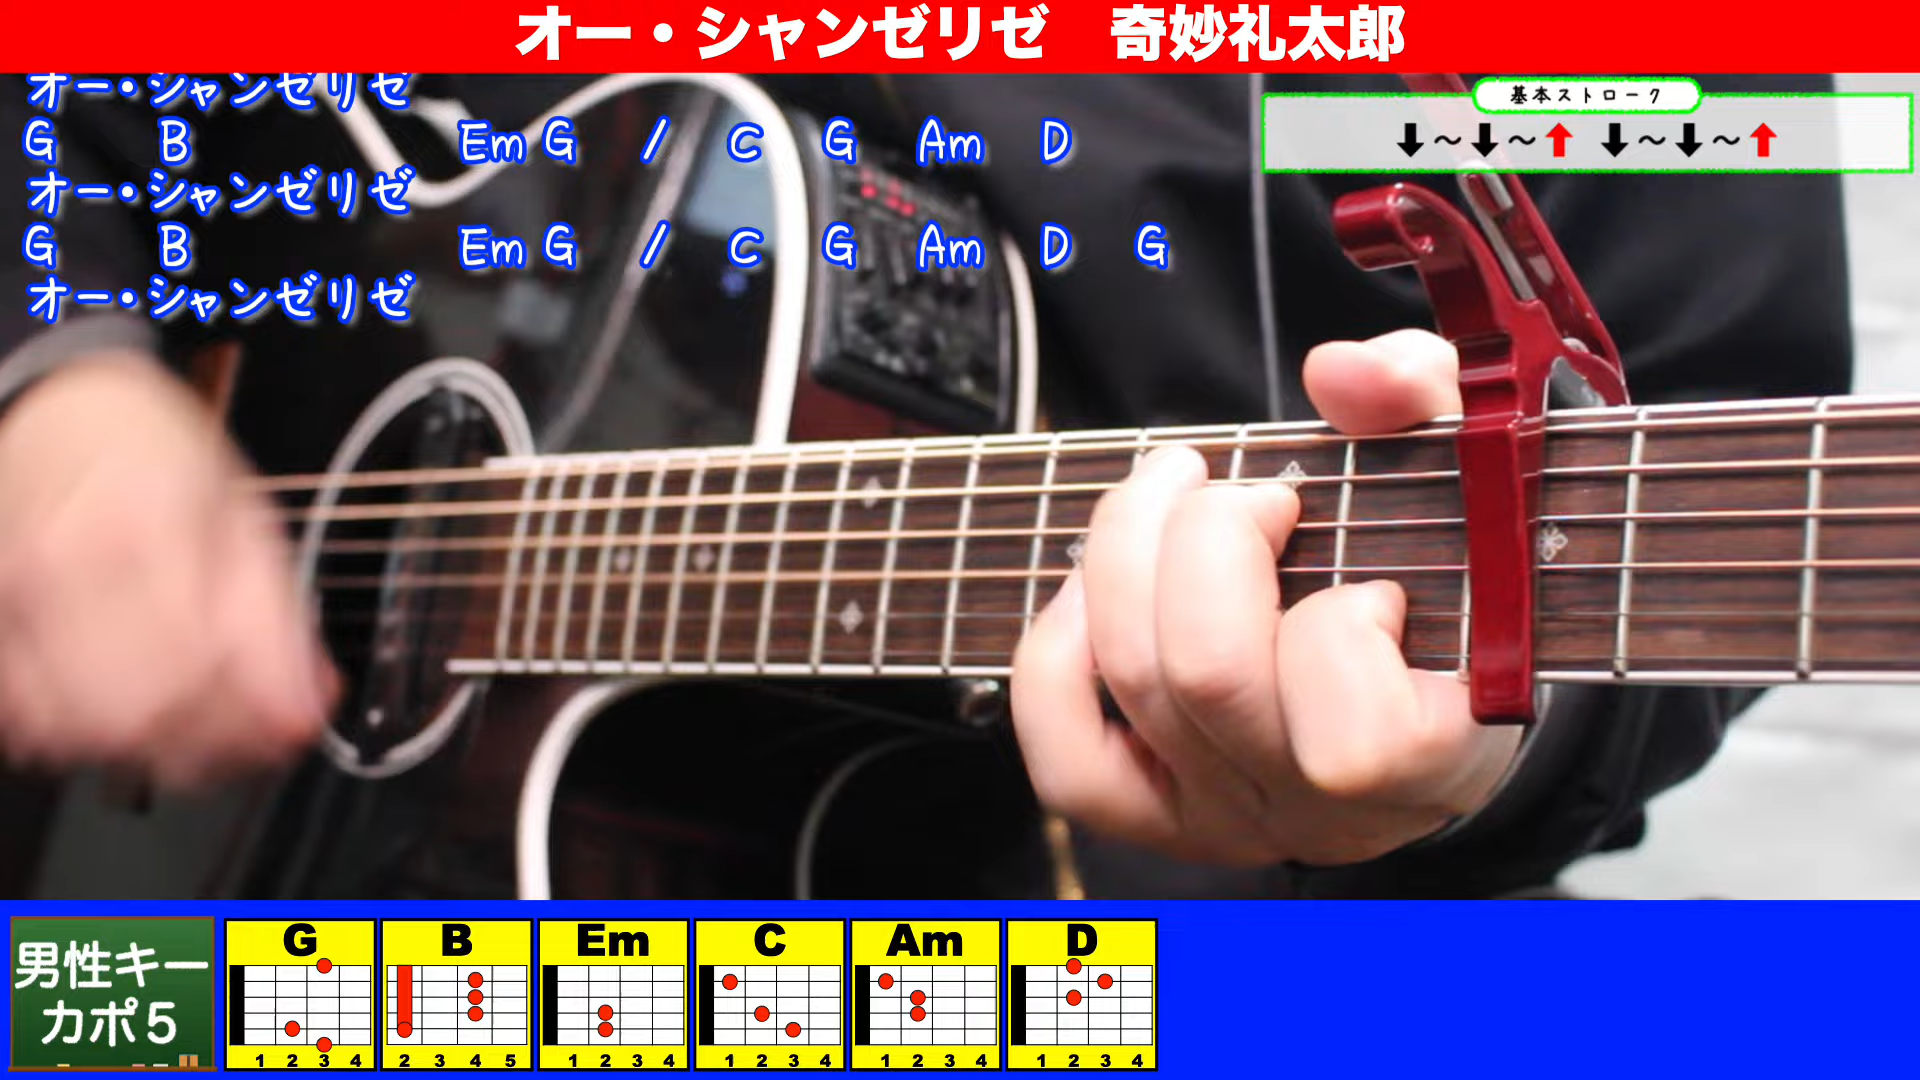 オー・シャンゼリゼ　奇妙礼太郎
オー・シャンゼリゼ
G B Em G / C G Am D
オー・シャンゼリゼ
G B Em G / C G Am D G
オー・シャンゼリゼ
基本ストローク
↓～↓～↑ ↓～↓～↑
男性キー
カポ5
G B Em C Am D
1 2 3 4 2 3 4 5 1 2 3 4 1 2 3 4 1 2 3 4 1 2 3 4